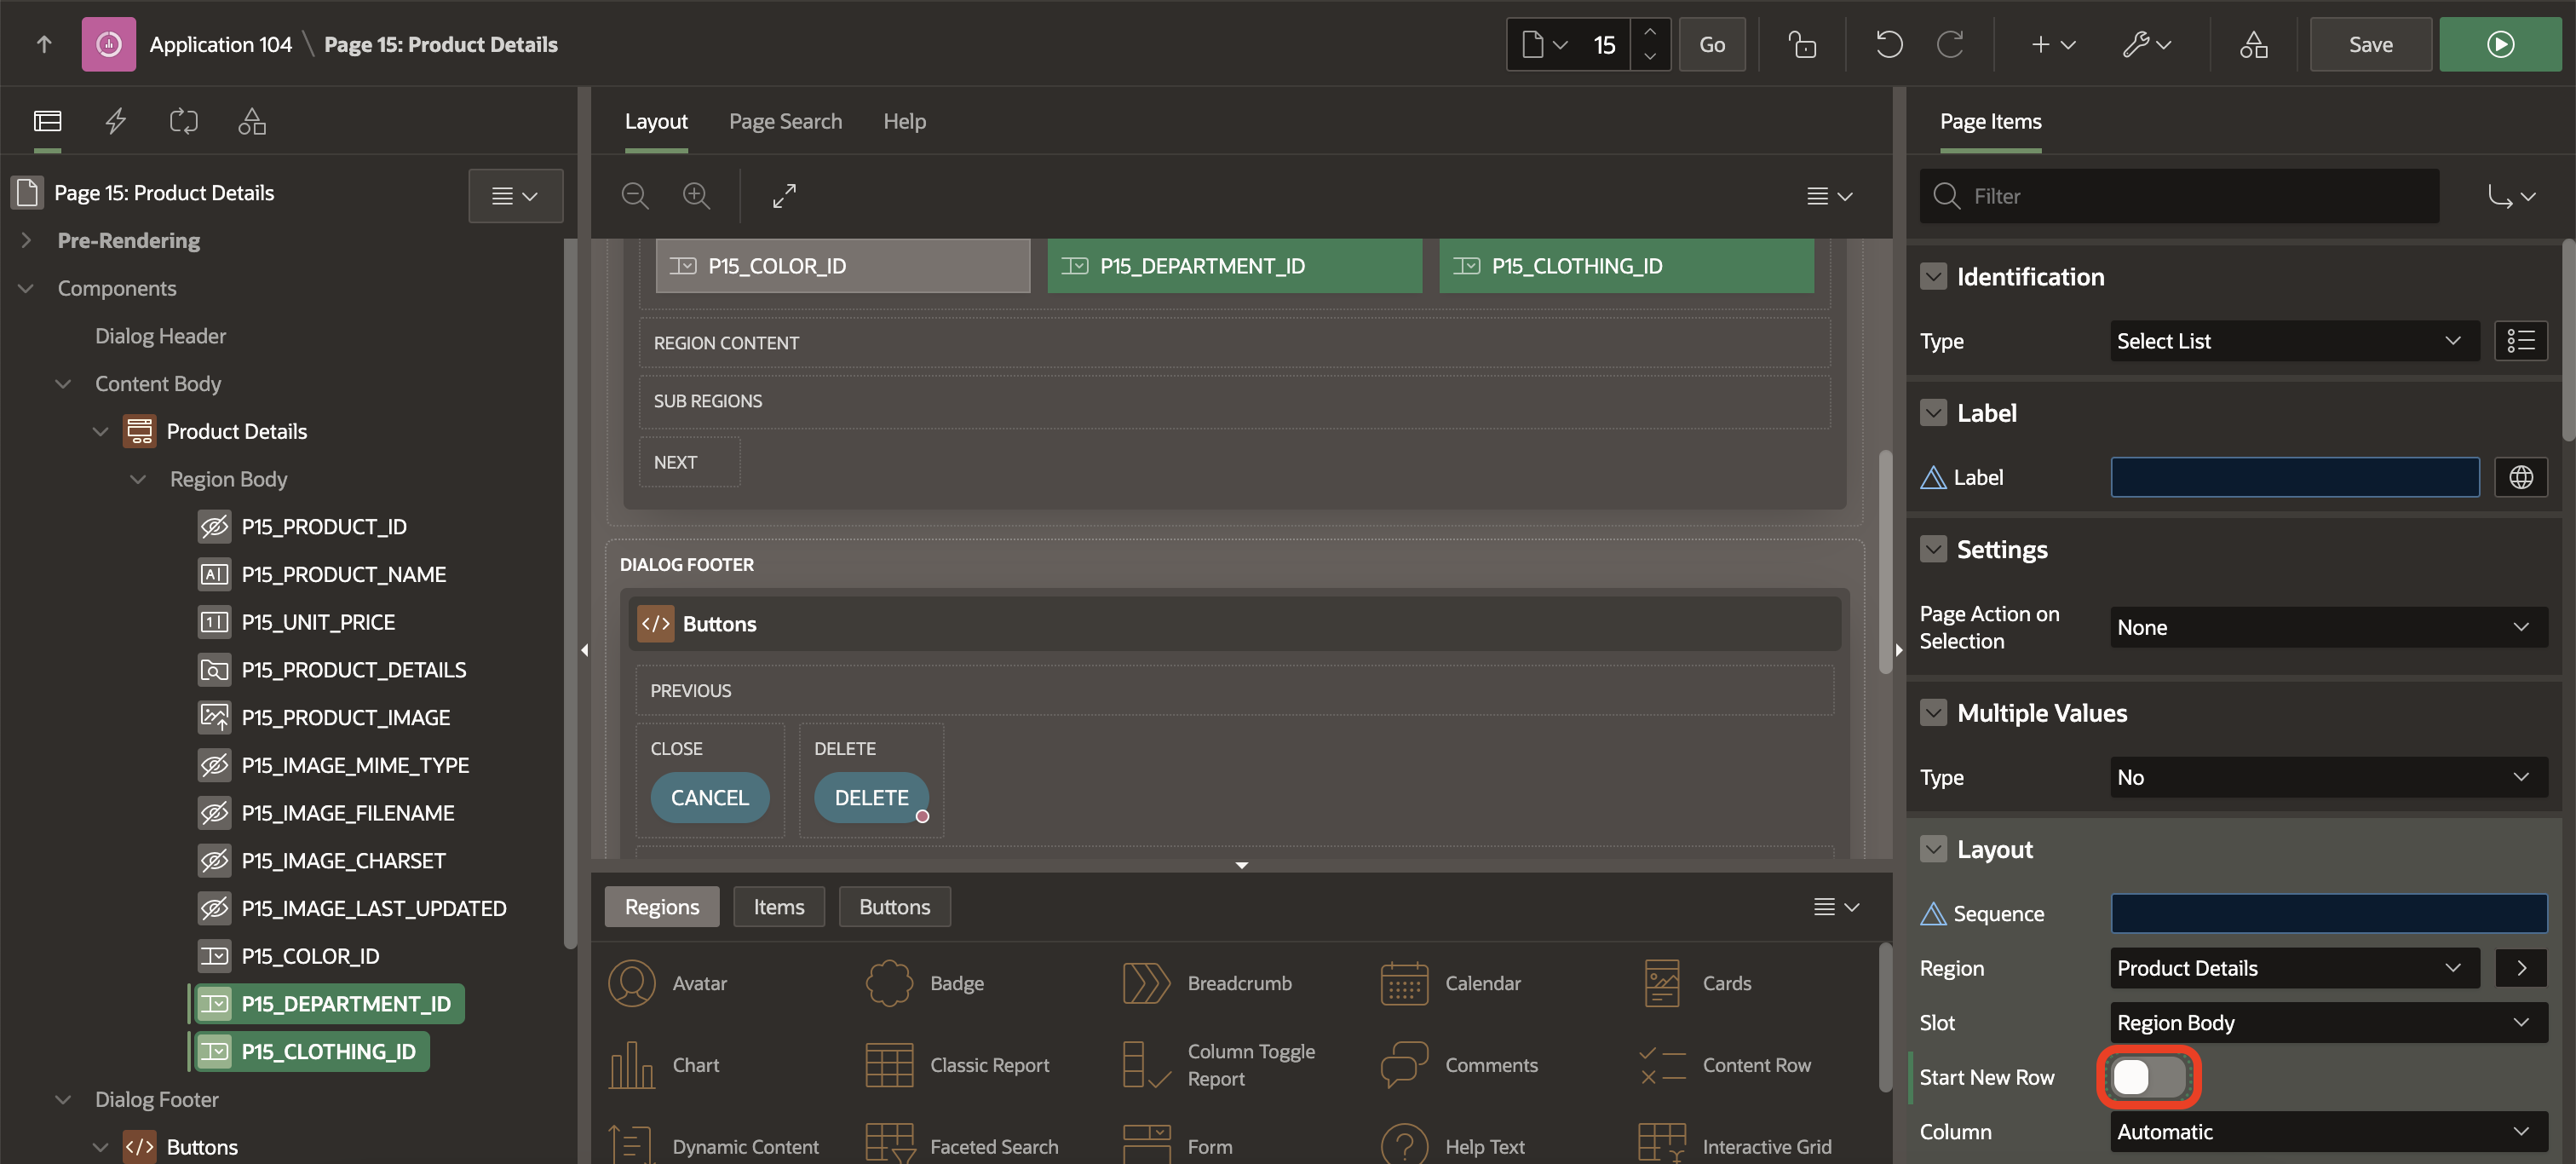 Application 104 \ Page 15: Product Details
15
Go
Save
Layout
Page Search
Help
Page Items
Page 15: Product Details
Pre-Rendering
Components
Dialog Header
Content Body
Product Details
Region Body
P15_PRODUCT_ID
P15_PRODUCT_NAME
P15_UNIT_PRICE
P15_PRODUCT_DETAILS
P15_PRODUCT_IMAGE
P15_IMAGE_MIME_TYPE
P15_IMAGE_FILENAME
P15_IMAGE_CHARSET
P15_IMAGE_LAST_UPDATED
P15_COLOR_ID
P15_DEPARTMENT_ID
P15_CLOTHING_ID
Dialog Footer
</> Buttons
P15_COLOR_ID
P15_DEPARTMENT_ID
P15_CLOTHING_ID
REGION CONTENT
SUB REGIONS
NEXT
DIALOG FOOTER
</> Buttons
PREVIOUS
CLOSE
DELETE
CANCEL
DELETE
Regions
Items
Buttons
Avatar
Badge
Breadcrumb
Calendar
Cards
Chart
Classic Report
Column Toggle
Report
Comments
Content Row
Dynamic Content
Faceted Search
Form
Help Text
Interactive Grid
Filter
Identification
Type
Select List
Label
Label
Settings
Page Action on
Selection
None
Multiple Values
Type
No
Layout
Sequence
Region
Product Details
Slot
Region Body
Start New Row
Column
Automatic